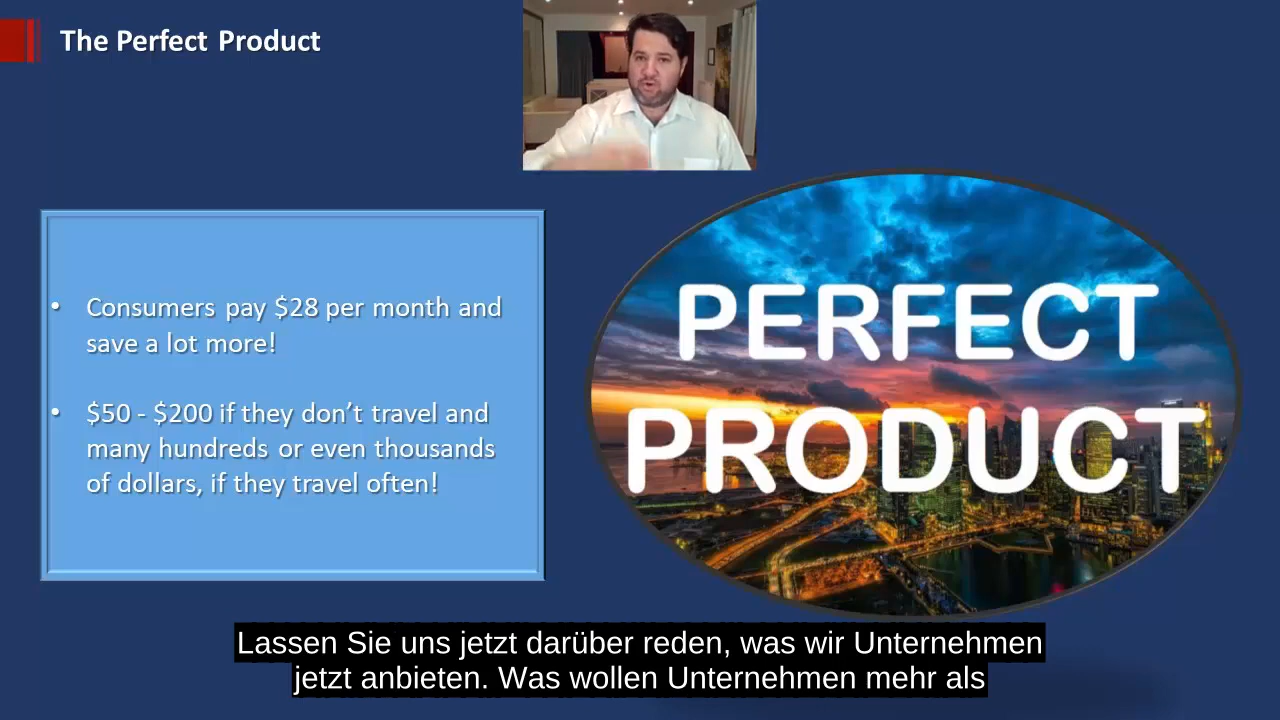 The Perfect Product
• Consumers pay $28 per month and
save a lot more!
• $50 - $200 if they don’t travel and
many hundreds or even thousands
of dollars, if they travel often!
PERFECT
PRODUCT
Lassen Sie uns jetzt darüber reden, was wir Unternehmen
jetzt anbieten. Was wollen Unternehmen mehr als